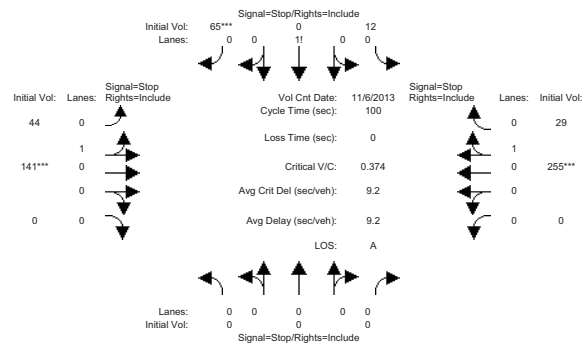 Signal=Stop/Rights=Include
Initial Vol: 65*** 0 12
Lanes: 0 0 1! 0 0
Signal=Stop
Initial Vol: Lanes: Rights=Include
Vol Cnt Date: 11/6/2013
Signal=Stop
Rights=Include Lanes: Initial Vol:
Cycle Time (sec): 100
44 0
0 29
Loss Time (sec): 0
1
1
141*** 0
Critical V/C: 0.374
0 255***
0
Avg Crit Del (sec/veh): 9.2
0
0 0
Avg Delay (sec/veh): 9.2
0 0
LOS: A
Lanes: 0 0 0 0 0
Initial Vol: 0 0 0
Signal=Stop/Rights=Include